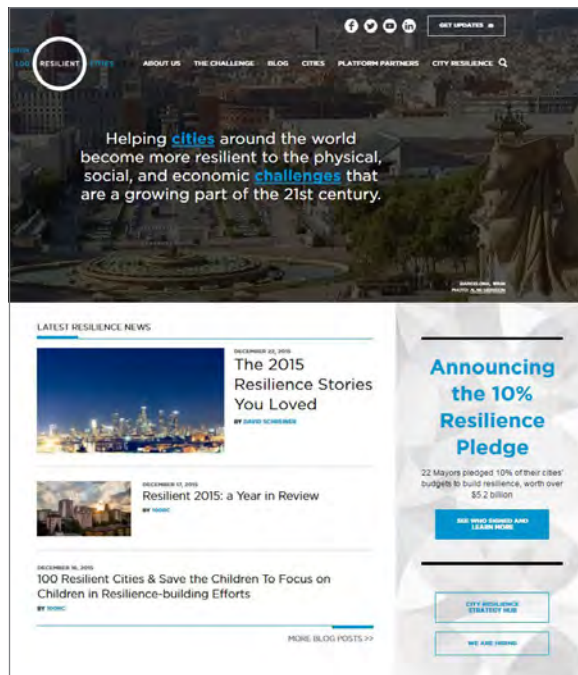 GET UPDATES
100 RESILIENT CITIES
ABOUT US THE CHALLENGE BLOG CITIES PLATFORM PARTNERS CITY RESILIENCE
Helping cities around the world
become more resilient to the physical,
social, and economic challenges that
are a growing part of the 21st century.
BARCELONA, SPAIN
PHOTO:
LATEST RESILIENCE NEWS
DECEMBER 22, 2015
The 2015
Resilience Stories
You Loved
BY DAVID SCHREINER
DECEMBER 17, 2015
Resilient 2015: a Year in Review
BY 100RC
DECEMBER 16, 2015
100 Resilient Cities & Save the Children To Focus on
Children in Resilience-building Efforts
BY 100RC
MORE BLOG POSTS >>
Announcing
the 10%
Resilience
Pledge
22 Mayors pledged 10% of their cities'
budgets to build resilience, worth over
$5.2 billion
SEE WHO SIGNED AND
LEARN MORE
CITY RESILIENCE
STRATEGY HUB
WE ARE HIRING